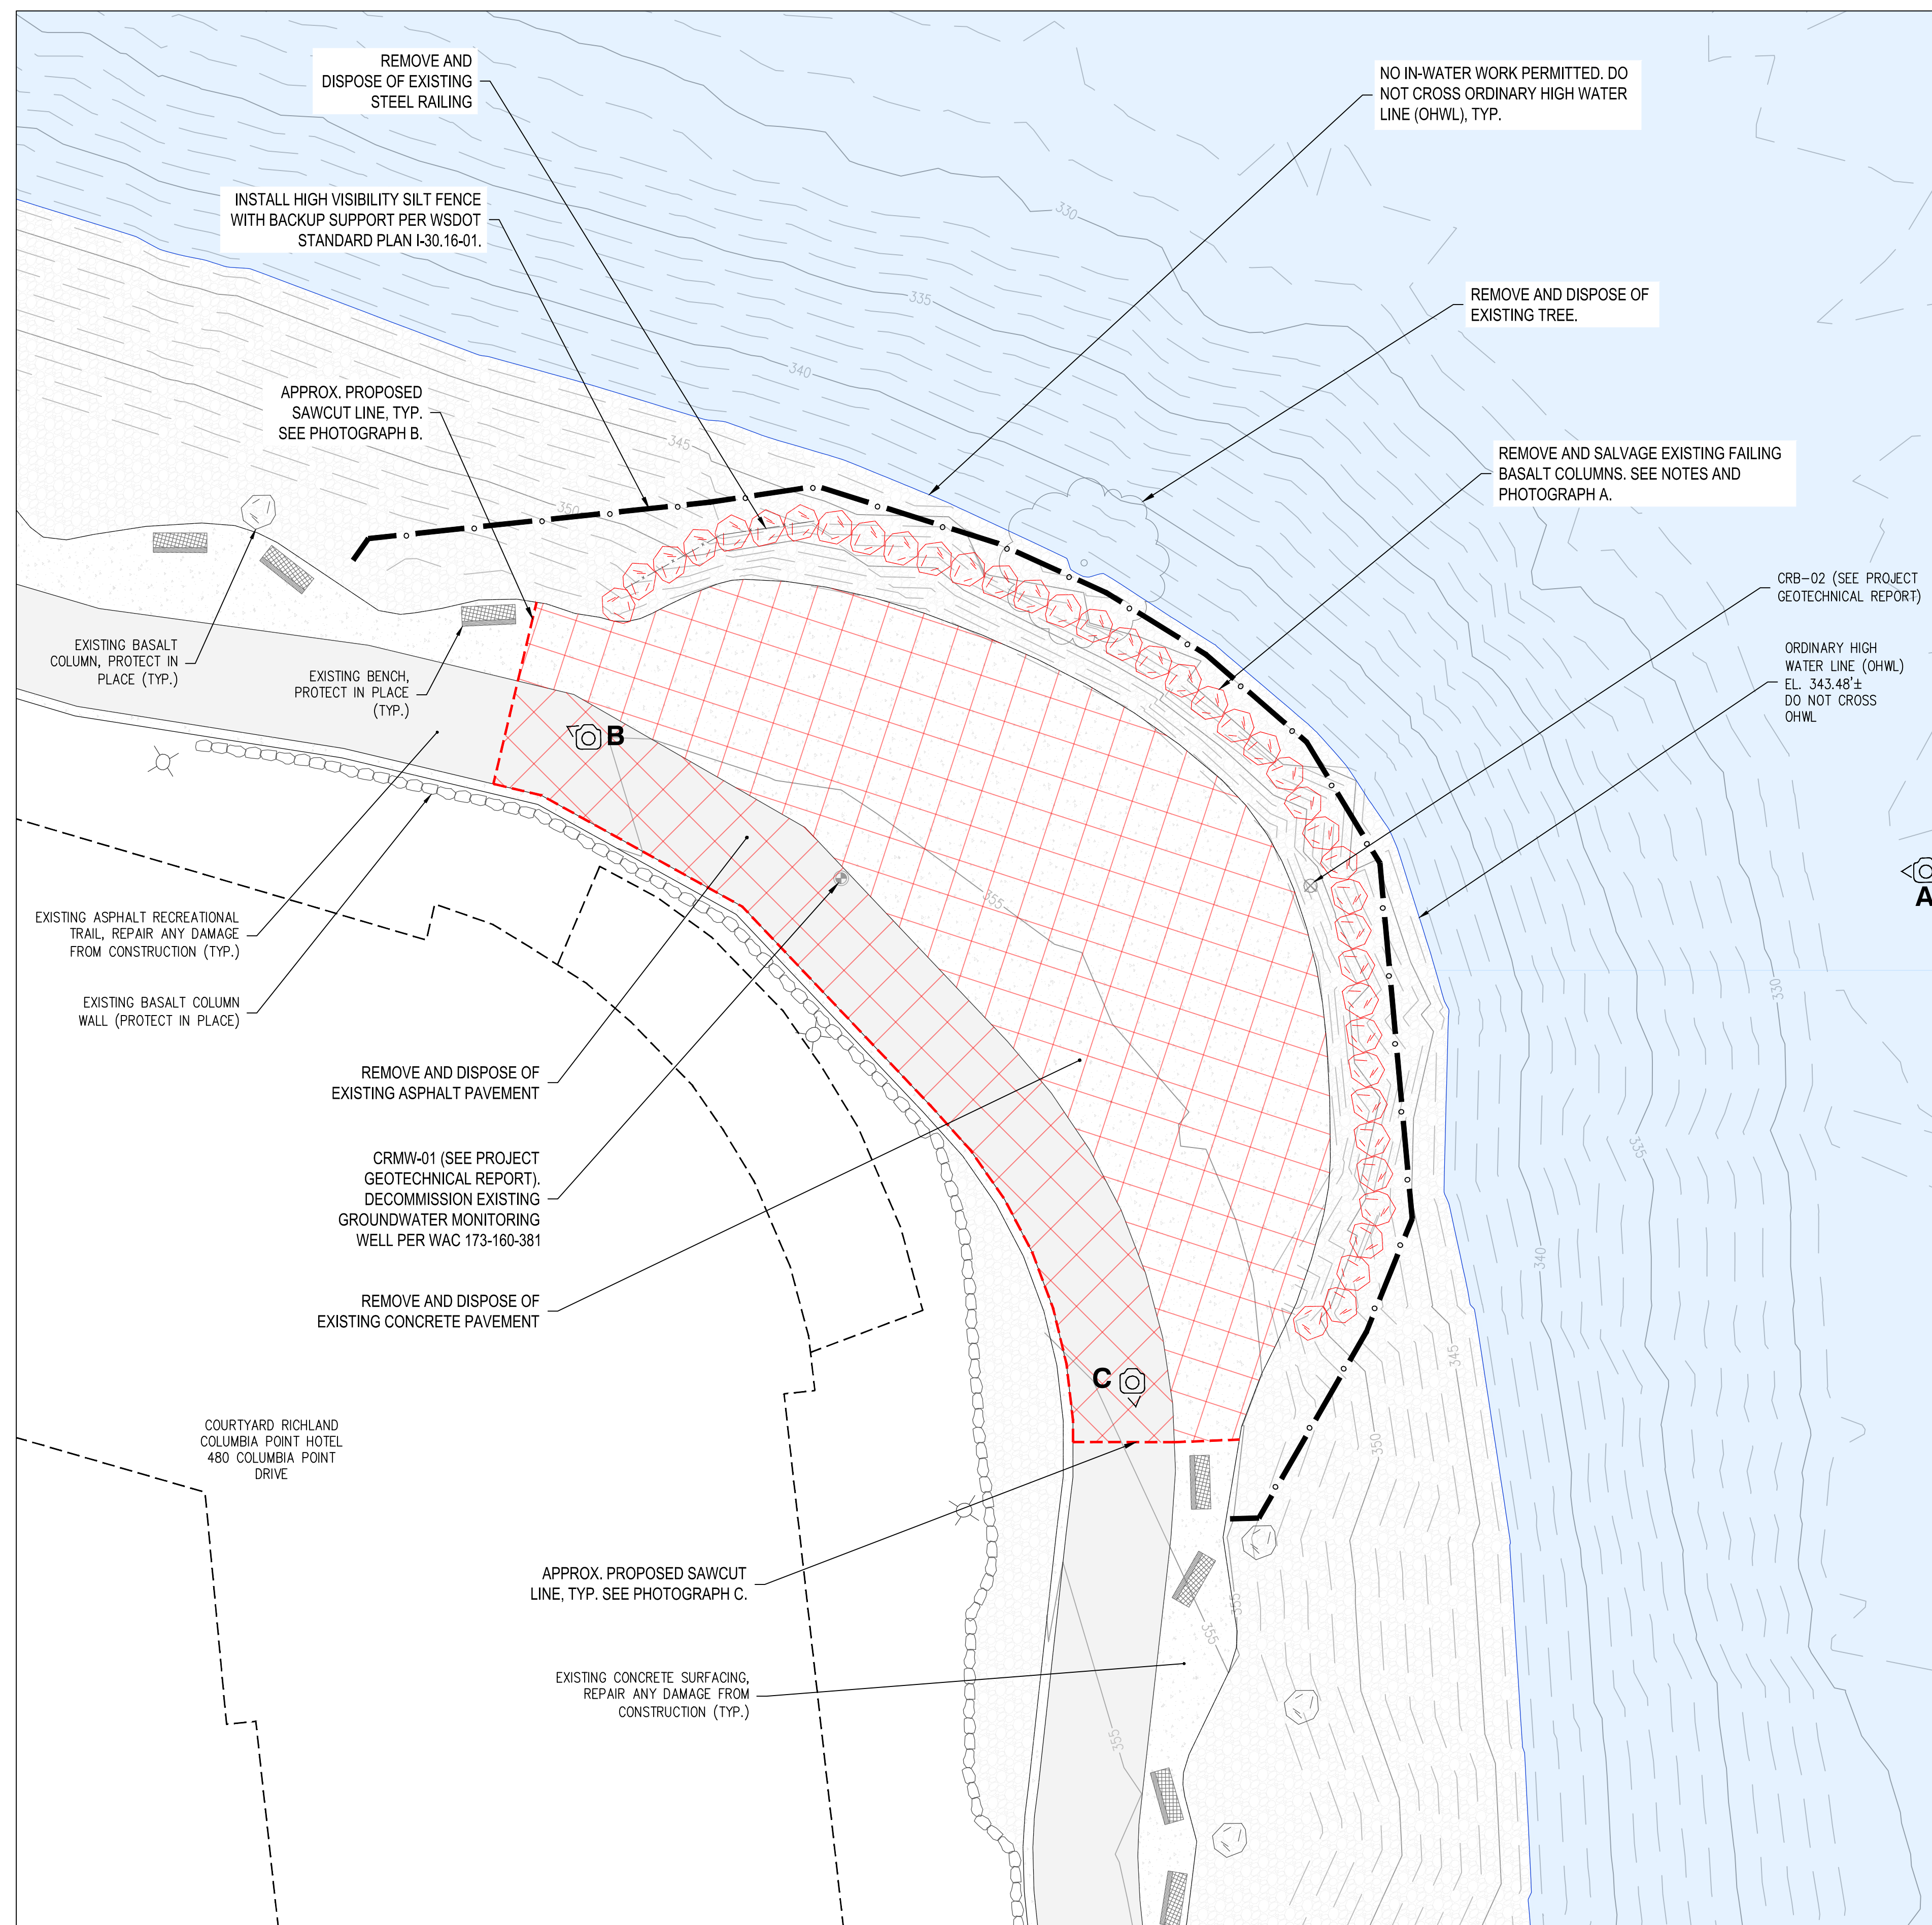 REMOVE AND
DISPOSE OF EXISTING
STEEL RAILING
NO IN-WATER WORK PERMITTED. DO
NOT CROSS ORDINARY HIGH WATER
LINE (OHWL), TYP.
INSTALL HIGH VISIBILITY SILT FENCE
WITH BACKUP SUPPORT PER WSDOT
STANDARD PLAN I-30.16-01.
330
335
REMOVE AND DISPOSE OF
EXISTING TREE.
340
APPROX. PROPOSED
SAWCUT LINE, TYP.
SEE PHOTOGRAPH B.
345
REMOVE AND SALVAGE EXISTING FAILING
BASALT COLUMNS. SEE NOTES AND
PHOTOGRAPH A.
350
CRB-02 (SEE PROJECT
GEOTECHNICAL REPORT)
EXISTING BASALT
COLUMN, PROTECT IN
PLACE (TYP.)
EXISTING BENCH,
PROTECT IN PLACE
(TYP.)
ORDINARY HIGH
WATER LINE (OHWL)
EL. 343.48'±
DO NOT CROSS
OHWL
B
A
355
EXISTING ASPHALT RECREATIONAL
TRAIL, REPAIR ANY DAMAGE
FROM CONSTRUCTION (TYP.)
330
EXISTING BASALT COLUMN
WALL (PROTECT IN PLACE)
REMOVE AND DISPOSE OF
EXISTING ASPHALT PAVEMENT
335
CRMW-01 (SEE PROJECT
GEOTECHNICAL REPORT).
DECOMMISSION EXISTING
GROUNDWATER MONITORING
WELL PER WAC 173-160-381
340
REMOVE AND DISPOSE OF
EXISTING CONCRETE PAVEMENT
345
C
COURTYARD RICHLAND
COLUMBIA POINT HOTEL
480 COLUMBIA POINT
DRIVE
350
APPROX. PROPOSED SAWCUT
LINE, TYP. SEE PHOTOGRAPH C.
355
355
EXISTING CONCRETE SURFACING,
REPAIR ANY DAMAGE FROM
CONSTRUCTION (TYP.)
355